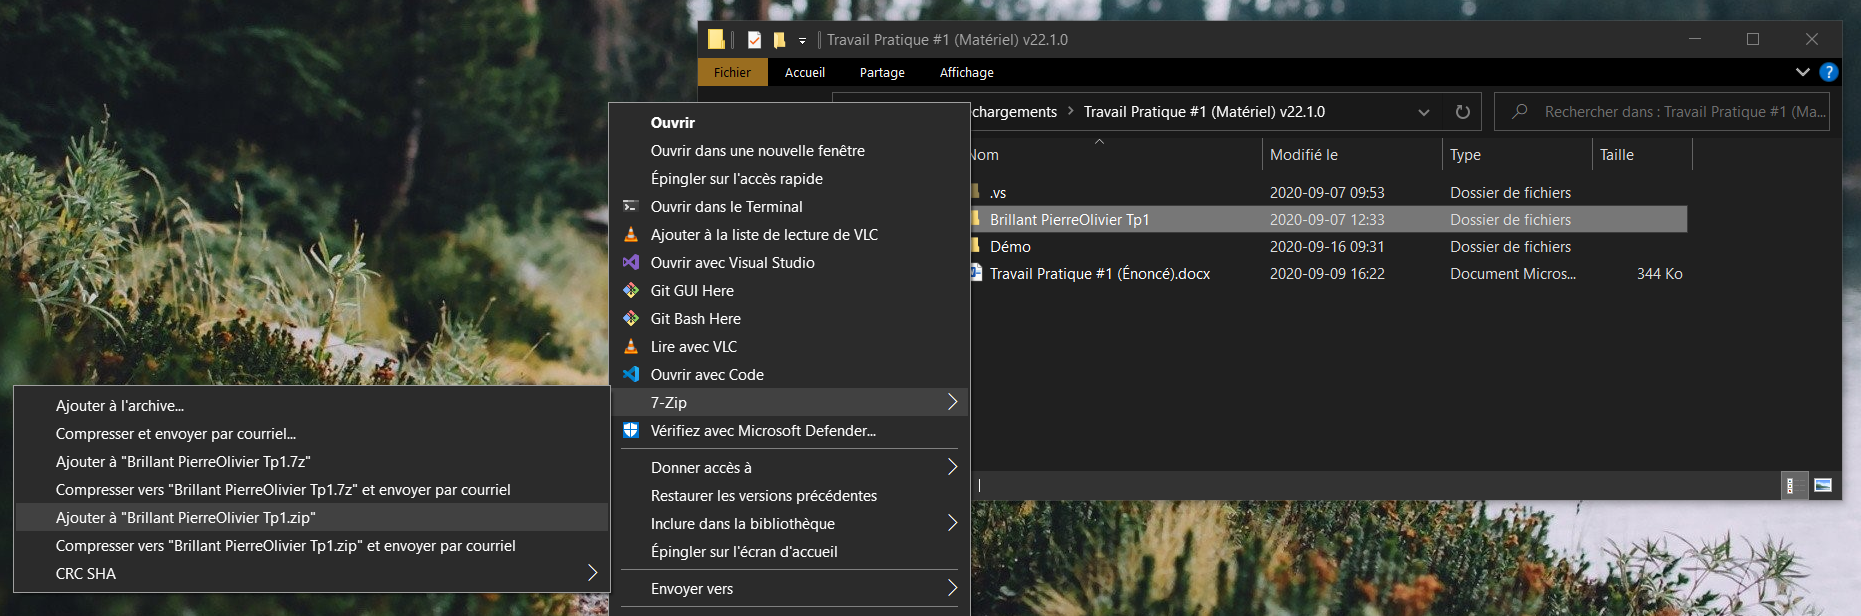 Travail Pratique #1 (Matériel) v22.1.0
Fichier Accueil Partage Affichage
chargements Travail Pratique #1 (Matériel) v22.1.0 Rechercher dans : Travail Pratique #1 (Ma...
Nom Modifié le Type Taille
.vs 2020-09-07 09:53 Dossier de fichiers
Brillant PierreOlivier Tp1 2020-09-07 12:33 Dossier de fichiers
Démo 2020-09-16 09:31 Dossier de fichiers
Travail Pratique #1 (Énoncé).docx 2020-09-09 16:22 Document Micros... 344 Ko
Ouvrir
Ouvrir dans une nouvelle fenêtre
Épingler sur l'accès rapide
Ouvrir dans le Terminal
Ajouter à la liste de lecture de VLC
Ouvrir avec Visual Studio
Git GUI Here
Git Bash Here
Lire avec VLC
Ouvrir avec Code
7-Zip
Vérifiez avec Microsoft Defender...
Donner accès à
Restaurer les versions précédentes
Inclure dans la bibliothèque
Épingler sur l'écran d'accueil
Envoyer vers
Ajouter à l'archive...
Compresser et envoyer par courriel...
Ajouter à "Brillant PierreOlivier Tp1.7z"
Compresser vers "Brillant PierreOlivier Tp1.7z" et envoyer par courriel
Ajouter à "Brillant PierreOlivier Tp1.zip"
Compresser vers "Brillant PierreOlivier Tp1.zip" et envoyer par courriel
CRC SHA